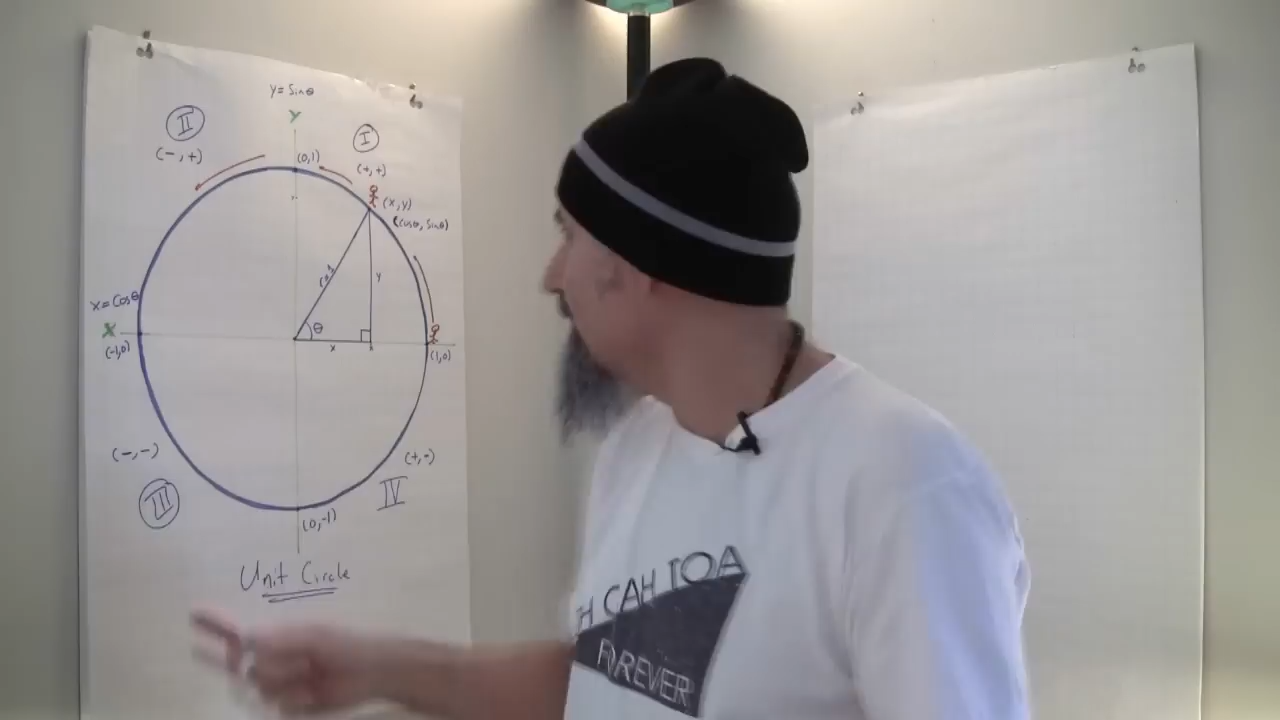 y = Sinθ
Y
II
I
(-,+)
(+,+)
(0,1)
(x,y)
(cosθ, sinθ)
y
x = Cosθ
X
θ
x
(-1,0)
(1,0)
(-,-)
(+,-)
III
IV
(0,-1)
Unit Circle
H CAH TOA
FOREVER